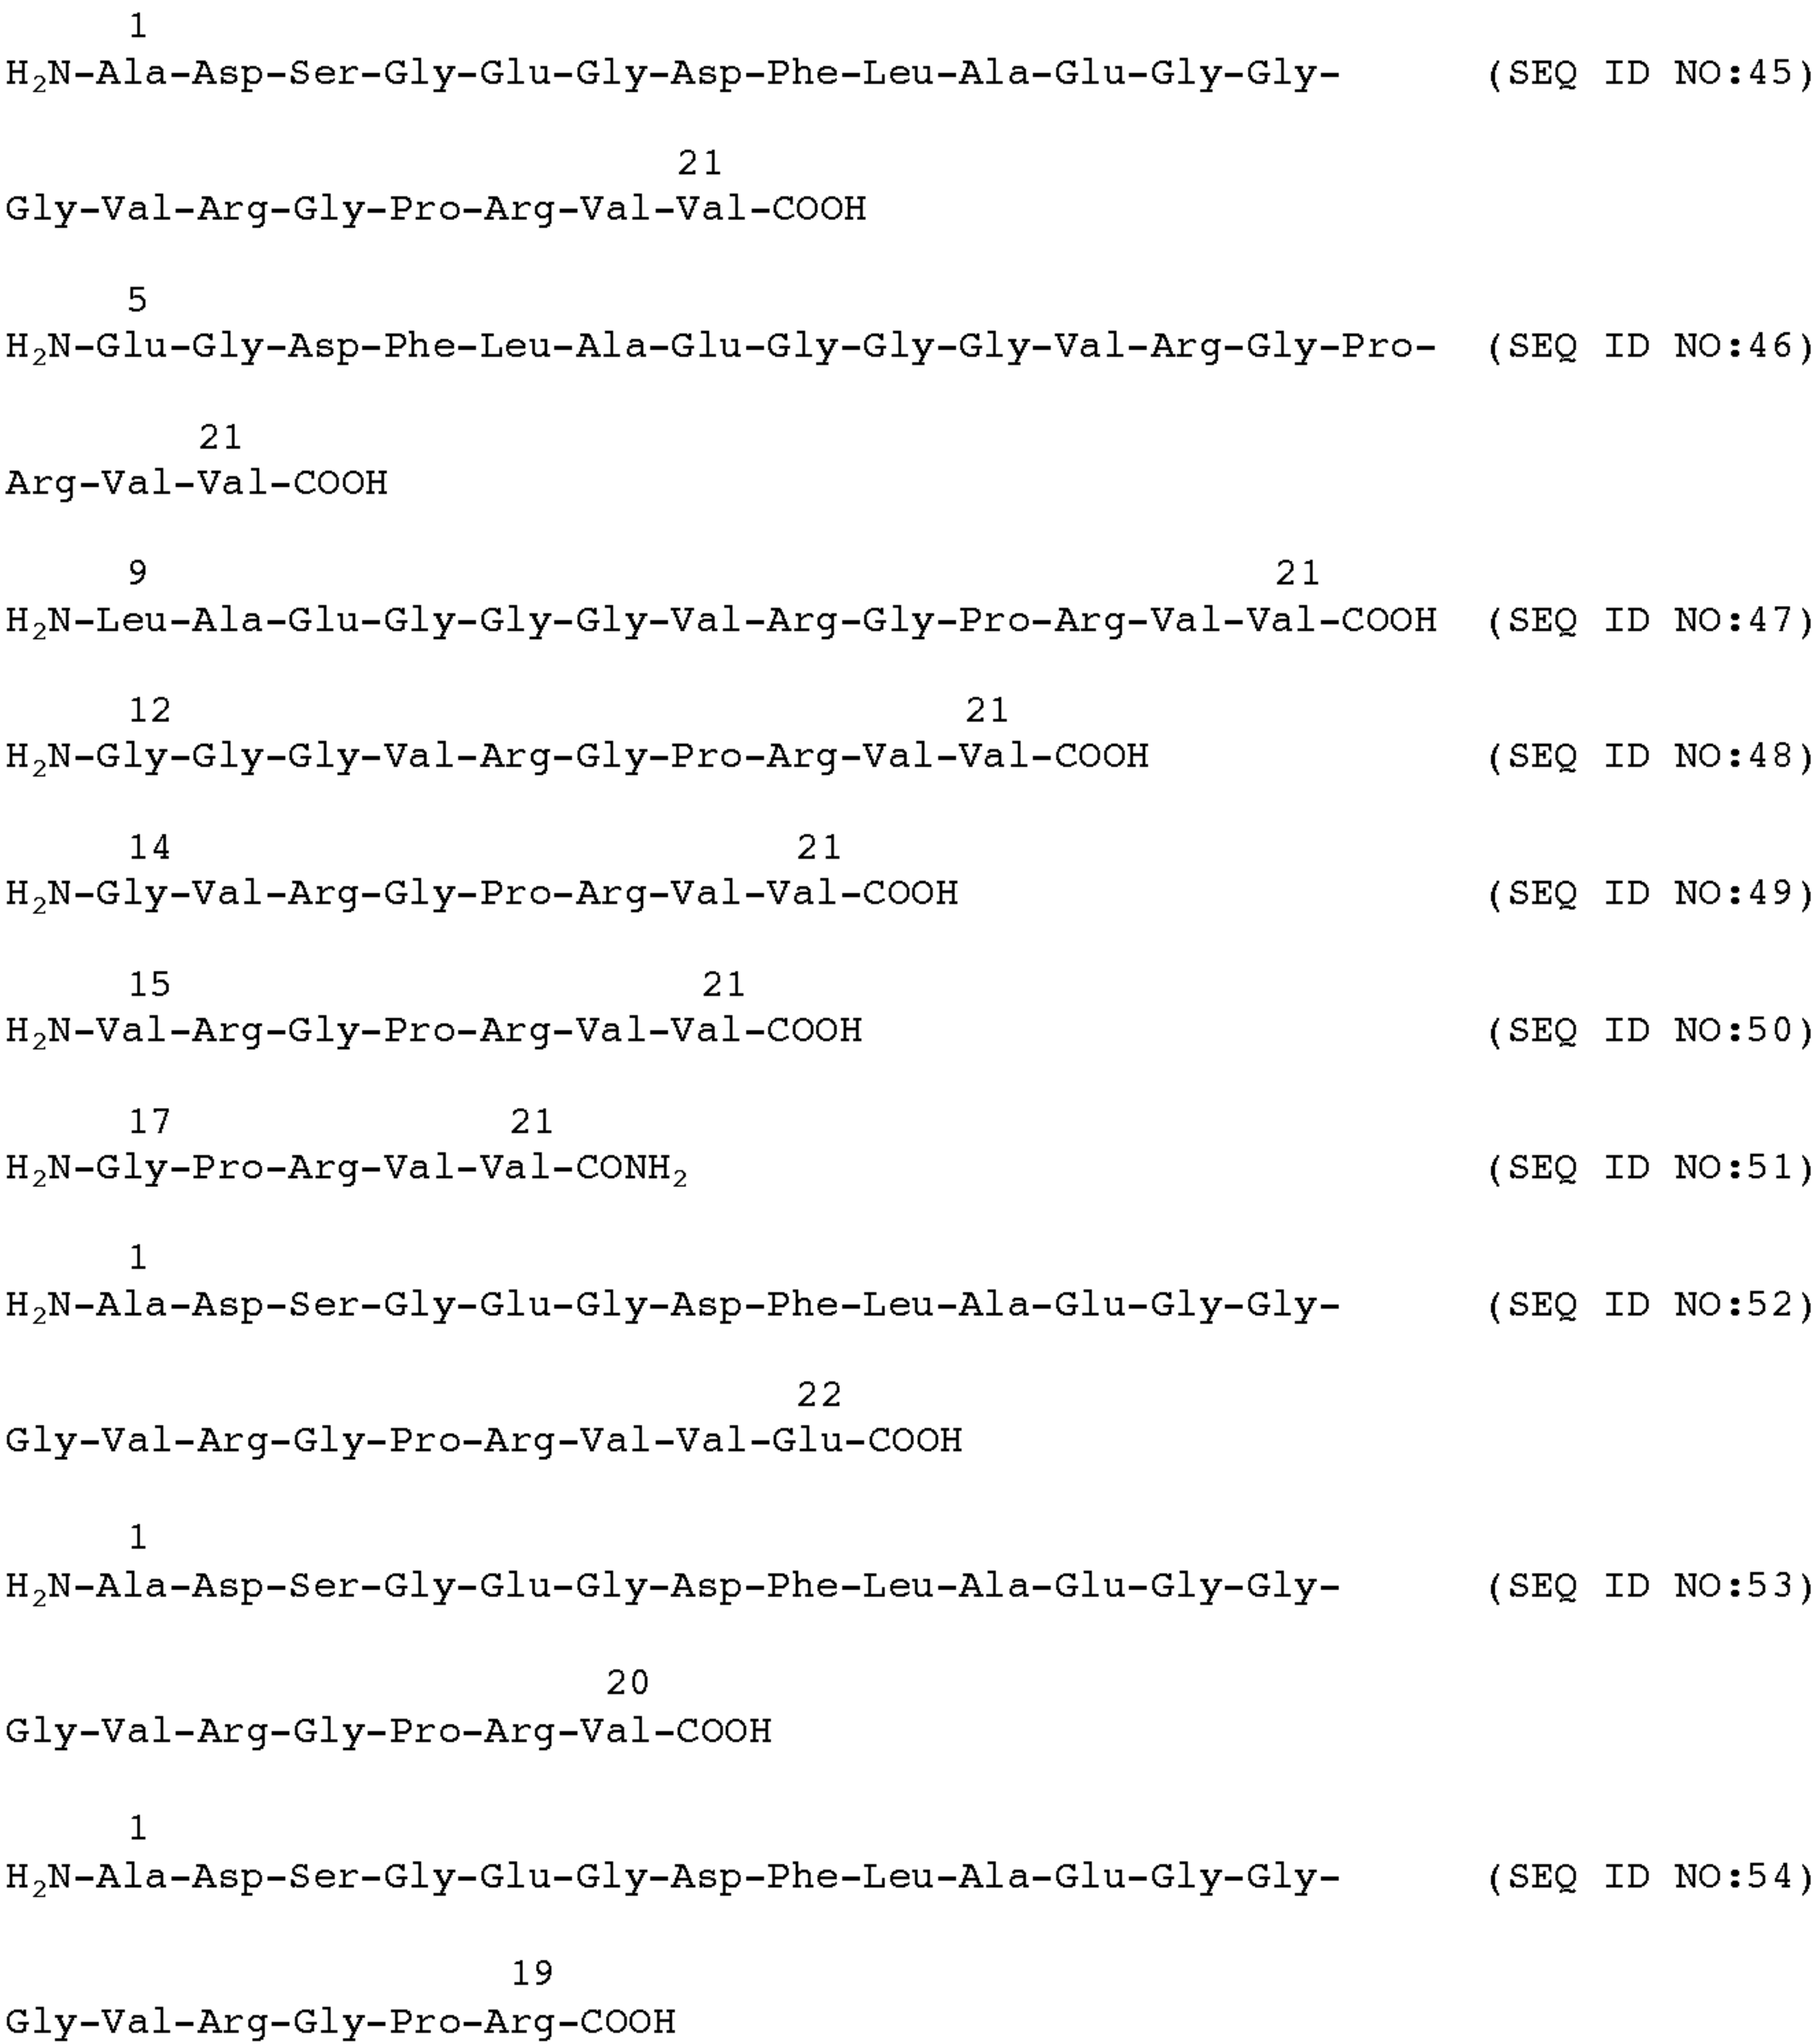 1
H₂N-Ala-Asp-Ser-Gly-Glu-Gly-Asp-Phe-Leu-Ala-Glu-Gly-Gly- (SEQ ID NO:45)
21
Gly-Val-Arg-Gly-Pro-Arg-Val-Val-COOH
5
H₂N-Glu-Gly-Asp-Phe-Leu-Ala-Glu-Gly-Gly-Gly-Val-Arg-Gly-Pro- (SEQ ID NO:46)
21
Arg-Val-Val-COOH
9 21
H₂N-Leu-Ala-Glu-Gly-Gly-Gly-Val-Arg-Gly-Pro-Arg-Val-Val-COOH (SEQ ID NO:47)
12 21
H₂N-Gly-Gly-Gly-Val-Arg-Gly-Pro-Arg-Val-Val-COOH (SEQ ID NO:48)
14 21
H₂N-Gly-Val-Arg-Gly-Pro-Arg-Val-Val-COOH (SEQ ID NO:49)
15 21
H₂N-Val-Arg-Gly-Pro-Arg-Val-Val-COOH (SEQ ID NO:50)
17 21
H₂N-Gly-Pro-Arg-Val-Val-CONH₂ (SEQ ID NO:51)
1
H₂N-Ala-Asp-Ser-Gly-Glu-Gly-Asp-Phe-Leu-Ala-Glu-Gly-Gly- (SEQ ID NO:52)
22
Gly-Val-Arg-Gly-Pro-Arg-Val-Val-Glu-COOH
1
H₂N-Ala-Asp-Ser-Gly-Glu-Gly-Asp-Phe-Leu-Ala-Glu-Gly-Gly- (SEQ ID NO:53)
20
Gly-Val-Arg-Gly-Pro-Arg-Val-COOH
1
H₂N-Ala-Asp-Ser-Gly-Glu-Gly-Asp-Phe-Leu-Ala-Glu-Gly-Gly- (SEQ ID NO:54)
19
Gly-Val-Arg-Gly-Pro-Arg-COOH